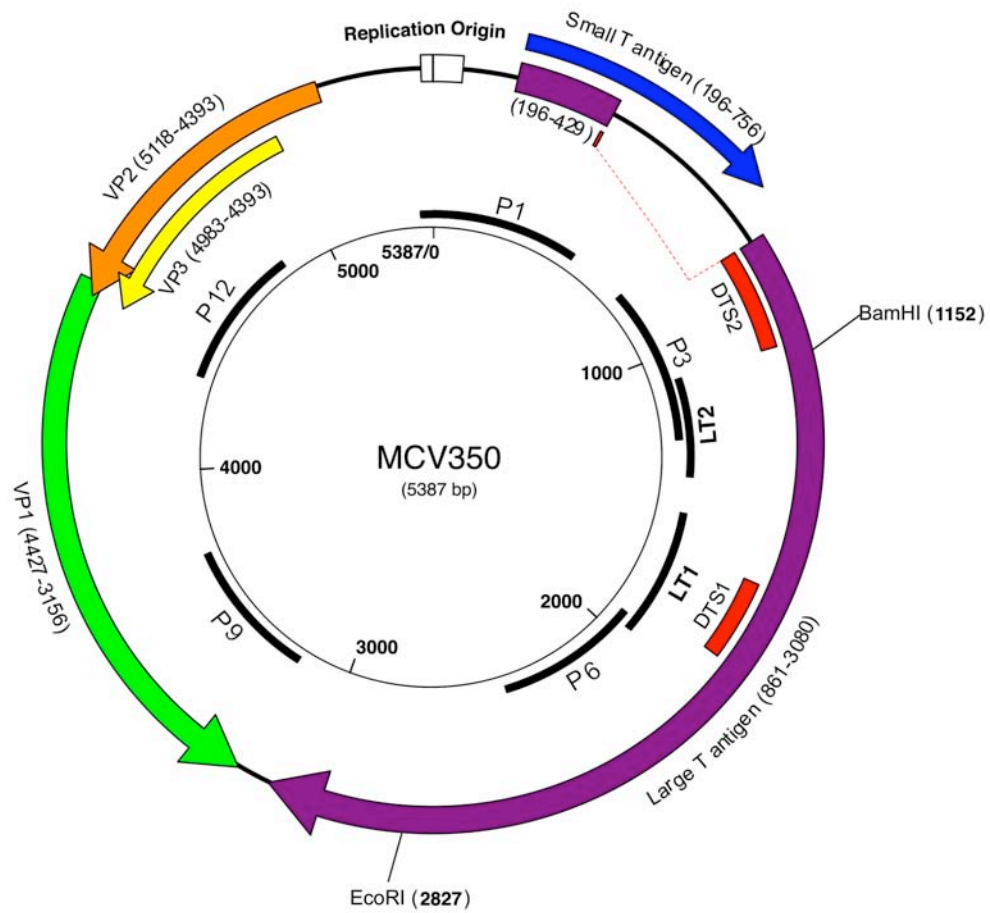 Replication Origin
Small T antigen (196-756)
(196-429)
VP2 (5118-4393)
VP3 (4983-4393)
P1
5387/0
5000
P12
DTS2
BamHI (1152)
P3
1000
LT2
MCV350
(5387 bp)
4000
VP1 (4427-3156)
DTS1
LT1
2000
P9
3000
P6
Large T antigen (861-3080)
EcoRI (2827)